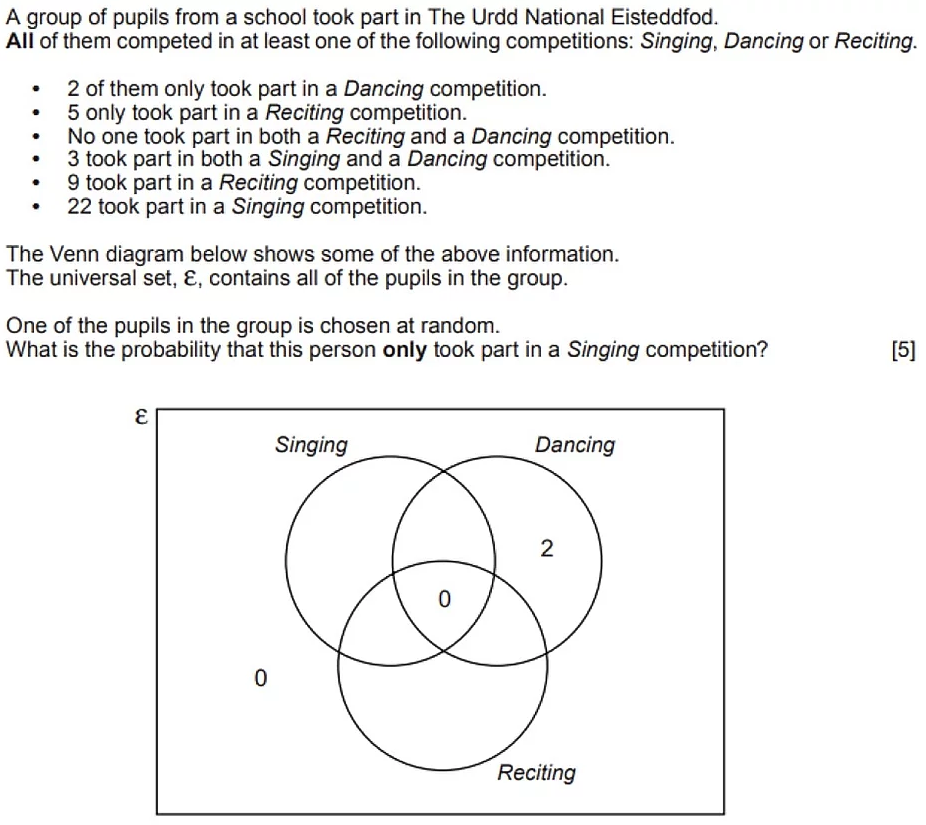 A group of pupils from a school took part in The Urdd National Eisteddfod.
All of them competed in at least one of the following competitions: Singing, Dancing or Reciting.
• 2 of them only took part in a Dancing competition.
• 5 only took part in a Reciting competition.
• No one took part in both a Reciting and a Dancing competition.
• 3 took part in both a Singing and a Dancing competition.
• 9 took part in a Reciting competition.
• 22 took part in a Singing competition.
The Venn diagram below shows some of the above information.
The universal set, Ɛ, contains all of the pupils in the group.
One of the pupils in the group is chosen at random.
What is the probability that this person only took part in a Singing competition? [5]
Ɛ
Singing Dancing
2
0
0
Reciting